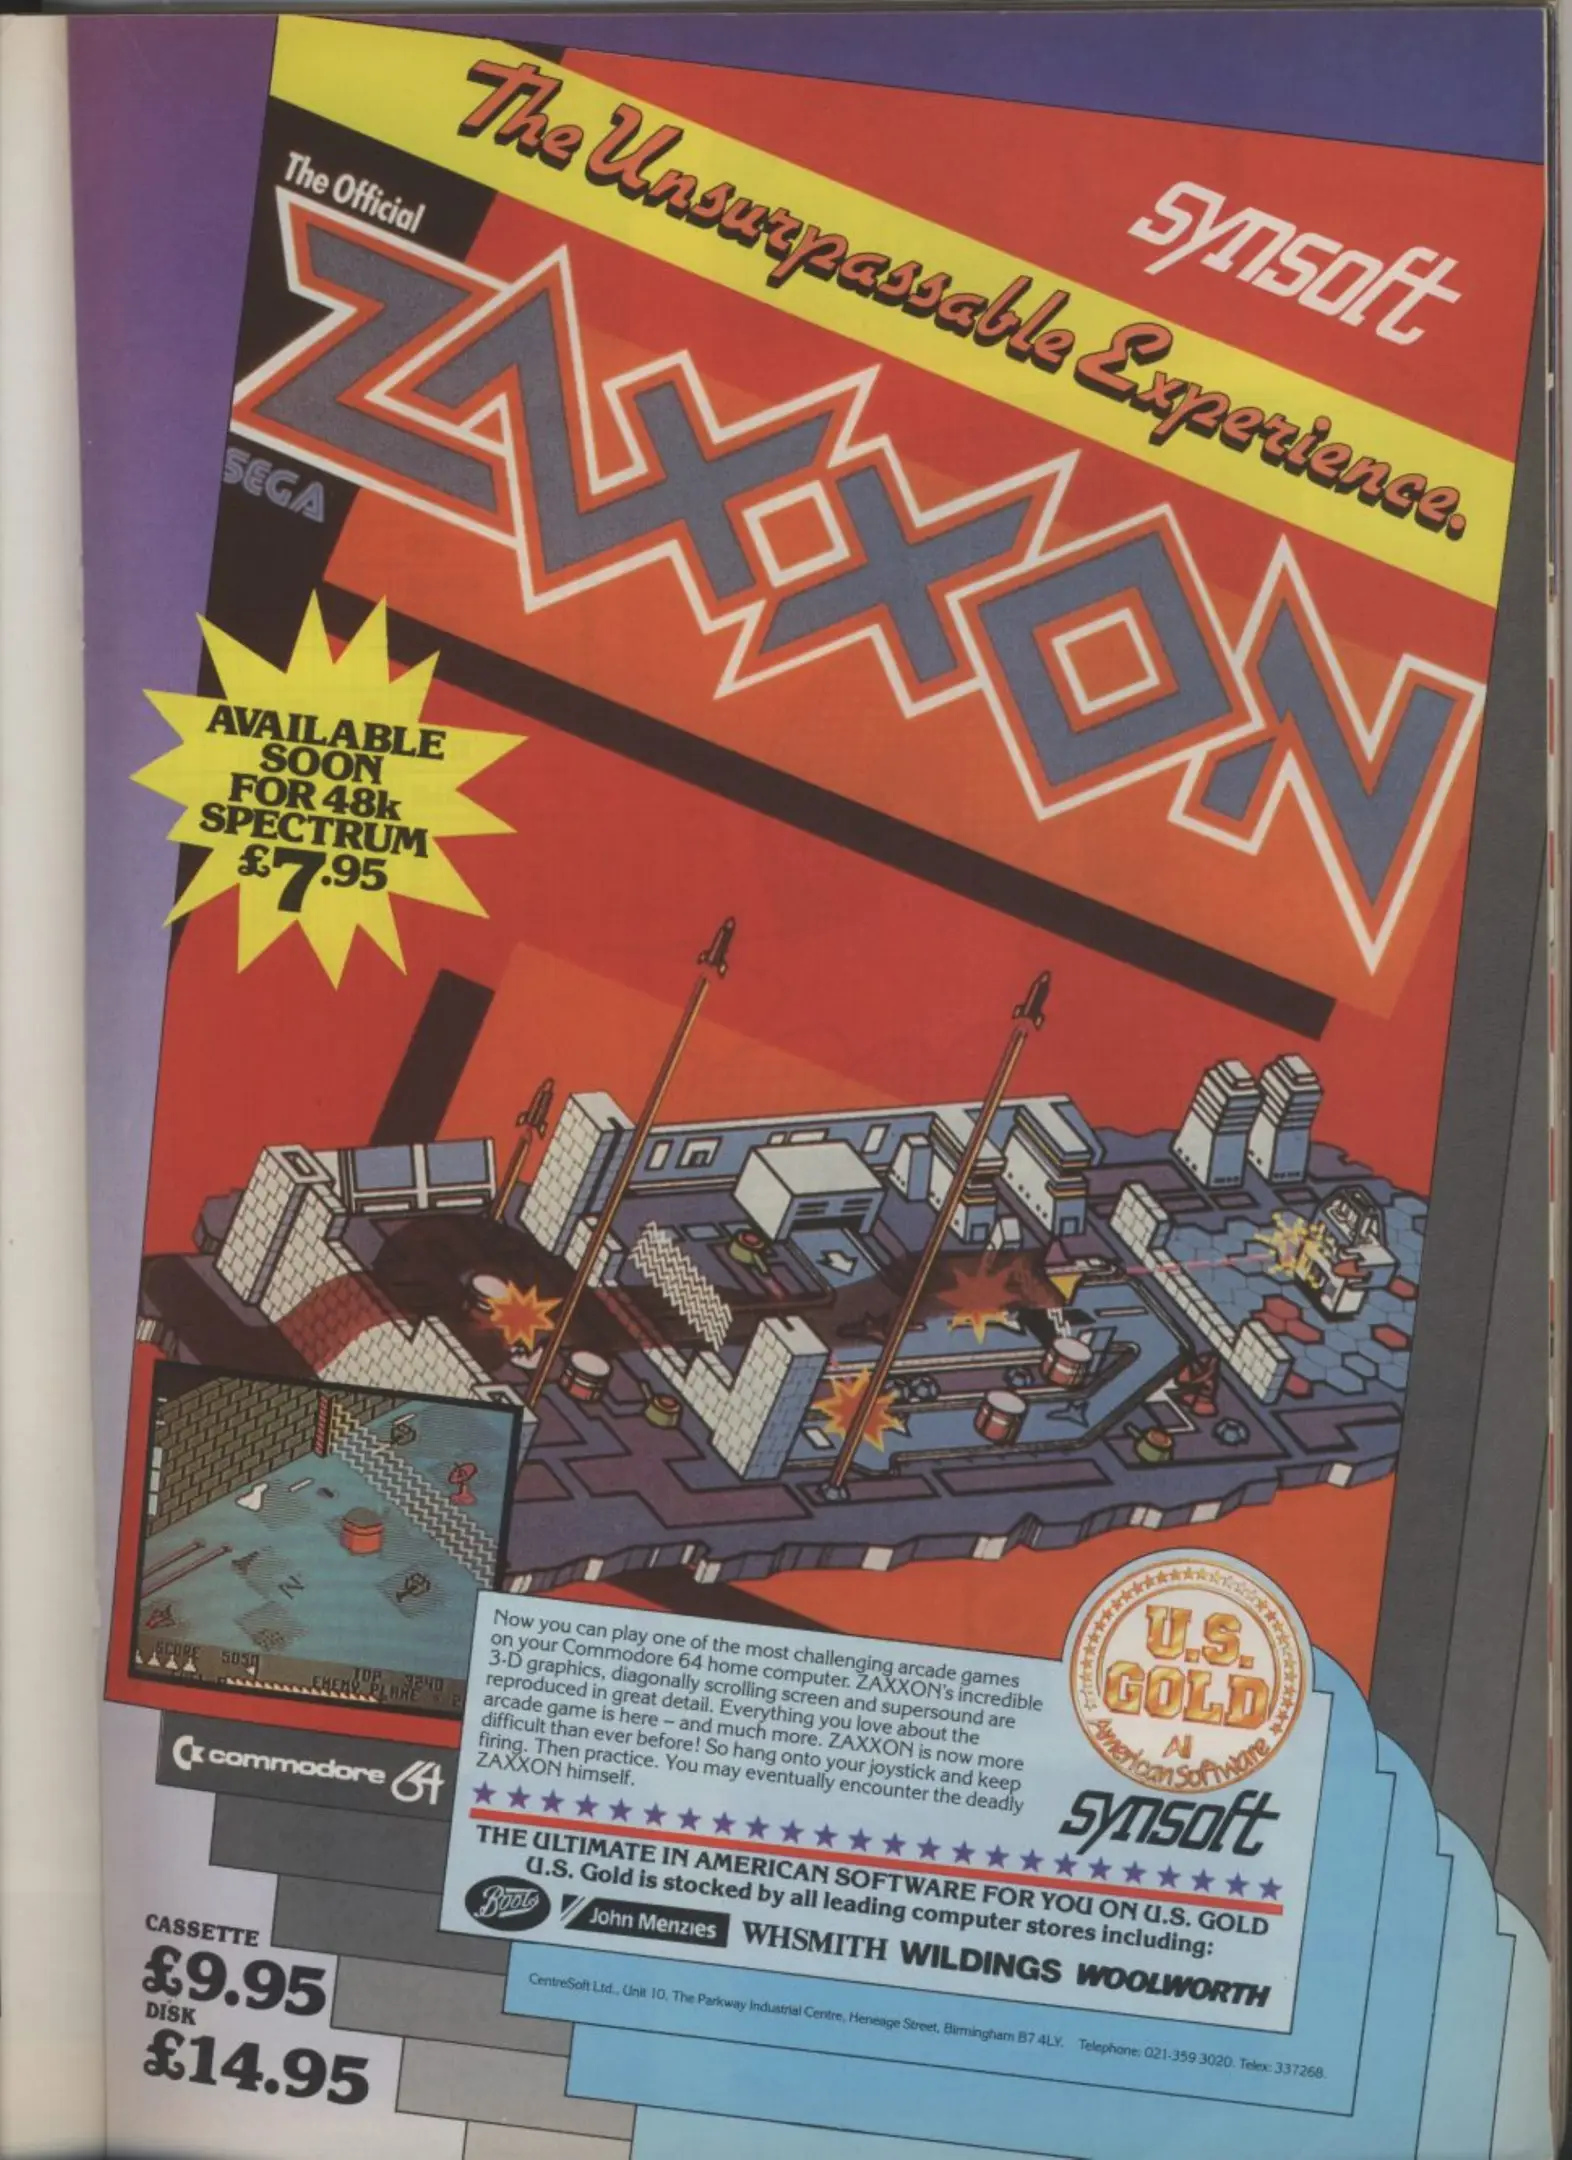 The Unsurpassable Experience.
synsoft
The Official
ZAXXON
SEGA
AVAILABLE
SOON
FOR 48k
SPECTRUM
£7.95
SCORE 5050
TOP 9240
ENEMY PLANE
Now you can play one of the most challenging arcade games
on your Commodore 64 home computer. ZAXXON's incredible
3-D graphics, diagonally scrolling screen and supersound are
reproduced in great detail. Everything you love about the
arcade game is here – and much more. ZAXXON is now more
difficult than ever before! So hang onto your joystick and keep
firing. Then practice. You may eventually encounter the deadly
ZAXXON himself.
U.S.
GOLD
All
American Software
synsoft
commodore 64
THE ULTIMATE IN AMERICAN SOFTWARE FOR YOU ON U.S. GOLD
U.S. Gold is stocked by all leading computer stores including:
Boots John Menzies WHSMITH WILDINGS WOOLWORTH
CentreSoft Ltd., Unit 10, The Parkway Industrial Centre, Heneage Street, Birmingham B7 4LY. Telephone: 021-359 3020. Telex: 337268.
CASSETTE
£9.95
DISK
£14.95